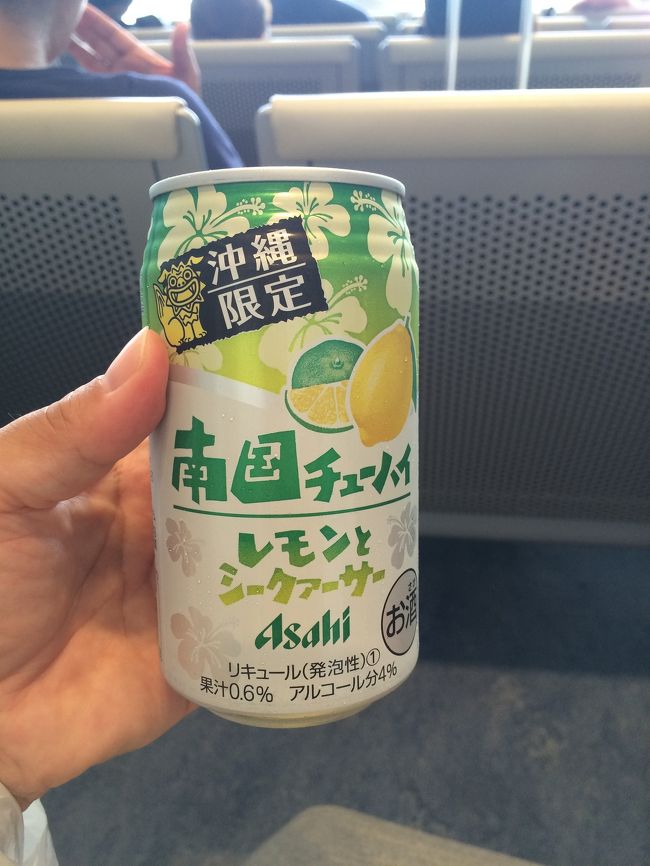 沖縄
限定
南国チューハイ
レモンと
シークァーサー
Asahi
お酒
リキュール(発泡性)①
果汁0.6% アルコール分4%